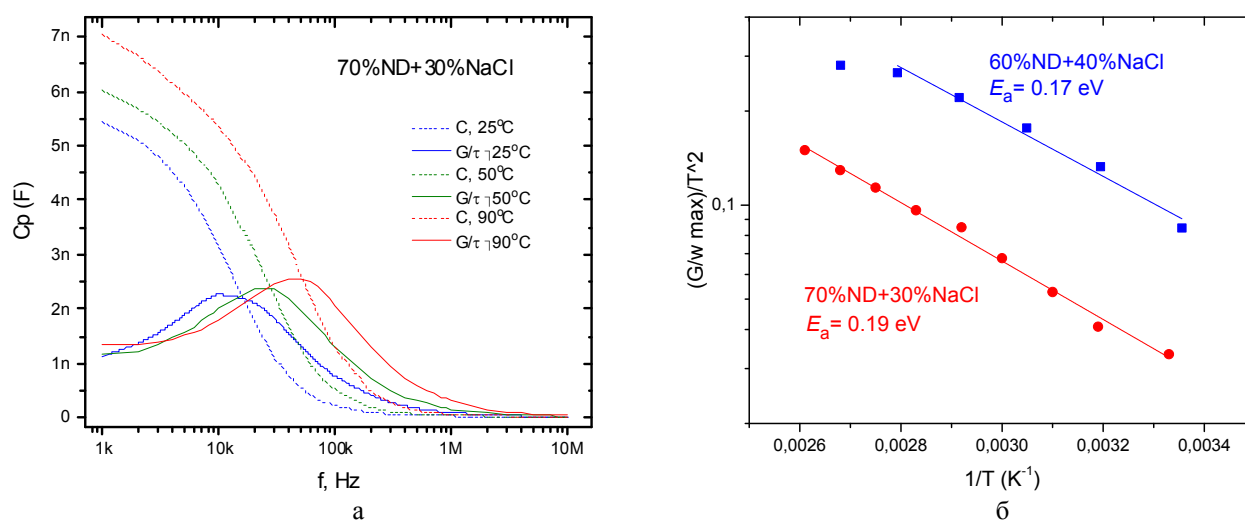 7n
6n
5n
4n
3n
2n
1n
0
Cp (F)
70%ND+30%NaCl
C, 25°C
G/τ ┐25°C
C, 50°C
G/τ ┐50°C
C, 90°C
G/τ ┐90°C
1k 10k 100k 1M 10M
f, Hz
а
(G/w max)/T^2
0,1
60%ND+40%NaCl
Ea= 0.17 eV
70%ND+30%NaCl
Ea= 0.19 eV
0,0026 0,0028 0,0030 0,0032 0,0034
1/T (K⁻¹)
б